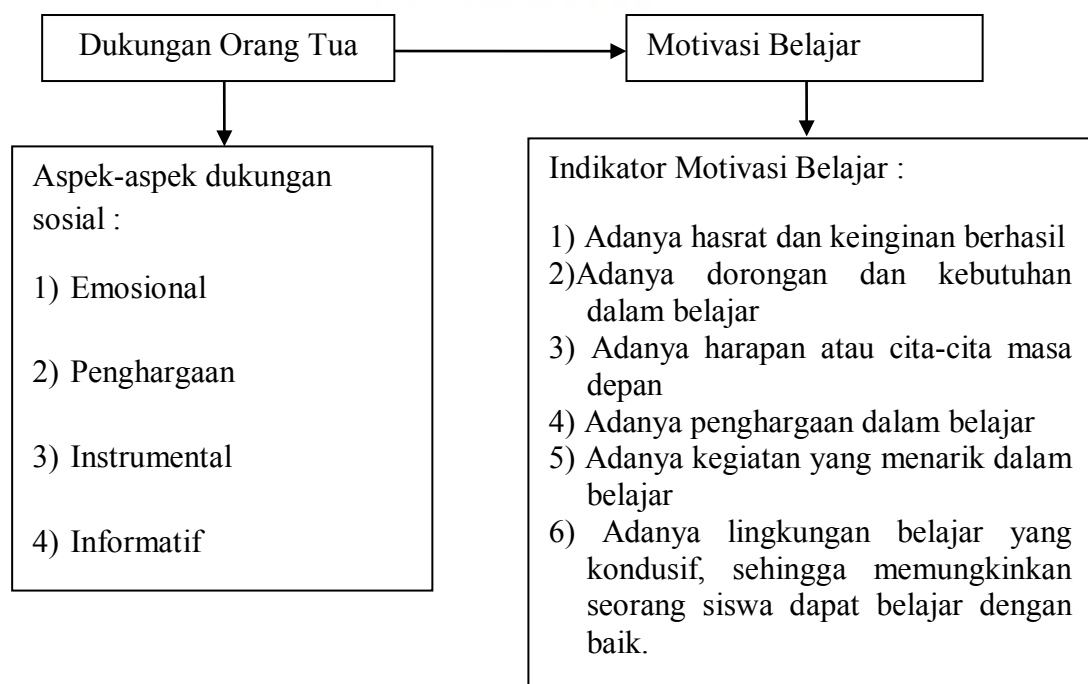 Dukungan Orang Tua
Motivasi Belajar
Aspek-aspek dukungan
sosial :
1) Emosional
2) Penghargaan
3) Instrumental
4) Informatif
Indikator Motivasi Belajar :
1) Adanya hasrat dan keinginan berhasil
2)Adanya dorongan dan kebutuhan
dalam belajar
3) Adanya harapan atau cita-cita masa
depan
4) Adanya penghargaan dalam belajar
5) Adanya kegiatan yang menarik dalam
belajar
6) Adanya lingkungan belajar yang
kondusif, sehingga memungkinkan
seorang siswa dapat belajar dengan
baik.